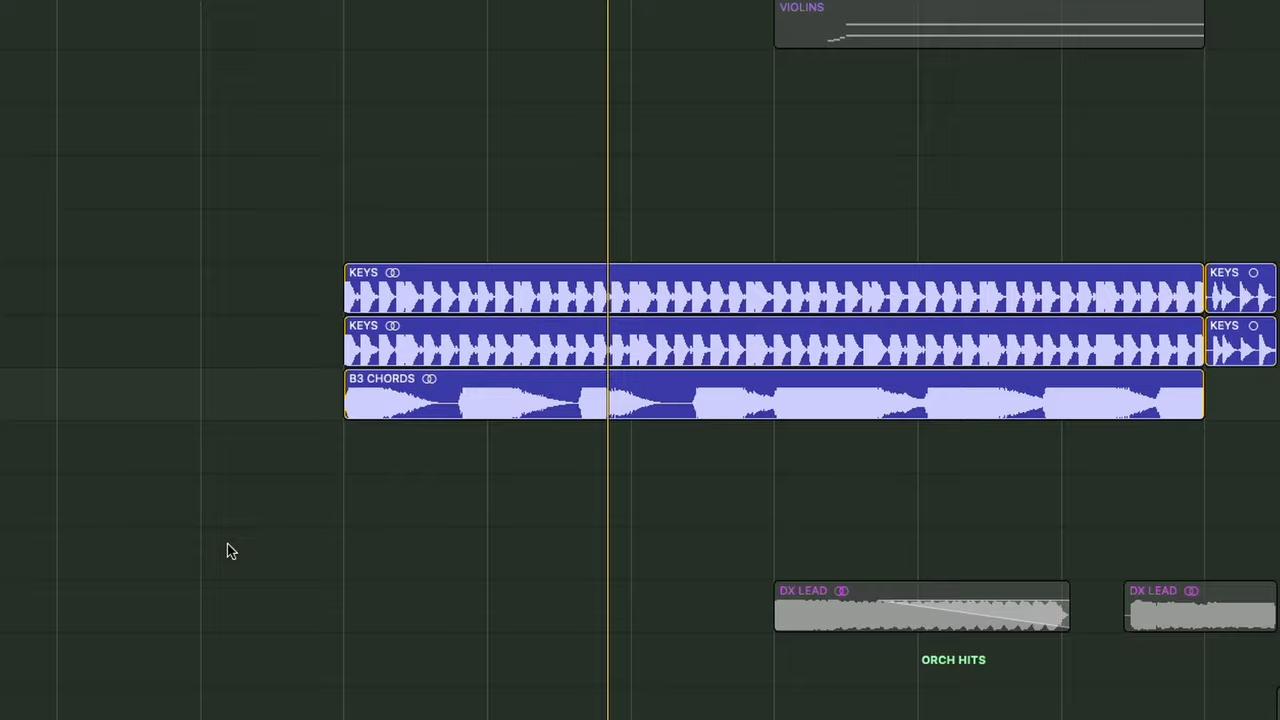 VIOLINS
KEYS
KEYS
KEYS
KEYS
B3 CHORDS
DX LEAD
DX LEAD
ORCH HITS